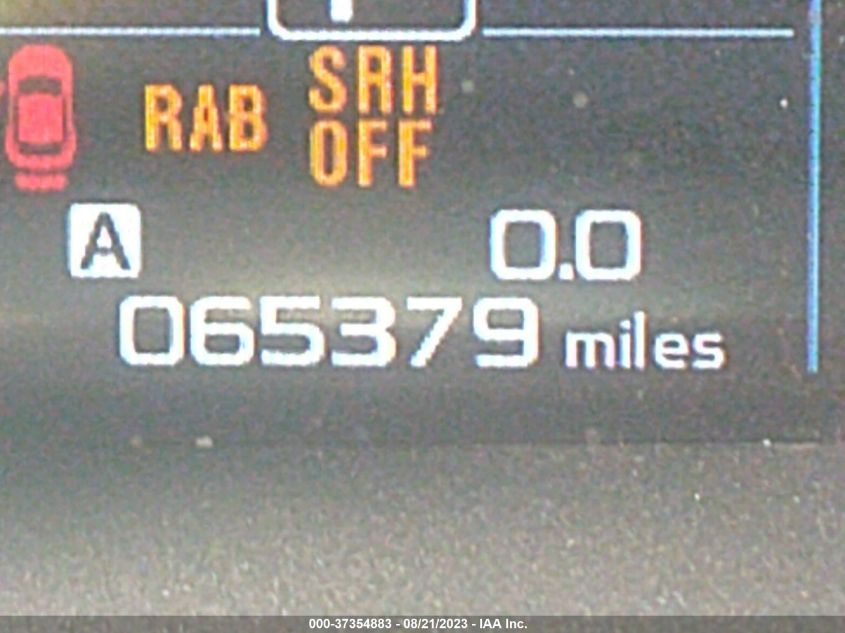 RAB SRH
OFF
A 0.0
065379 miles
000-37354883 - 08/21/2023 - IAA Inc.